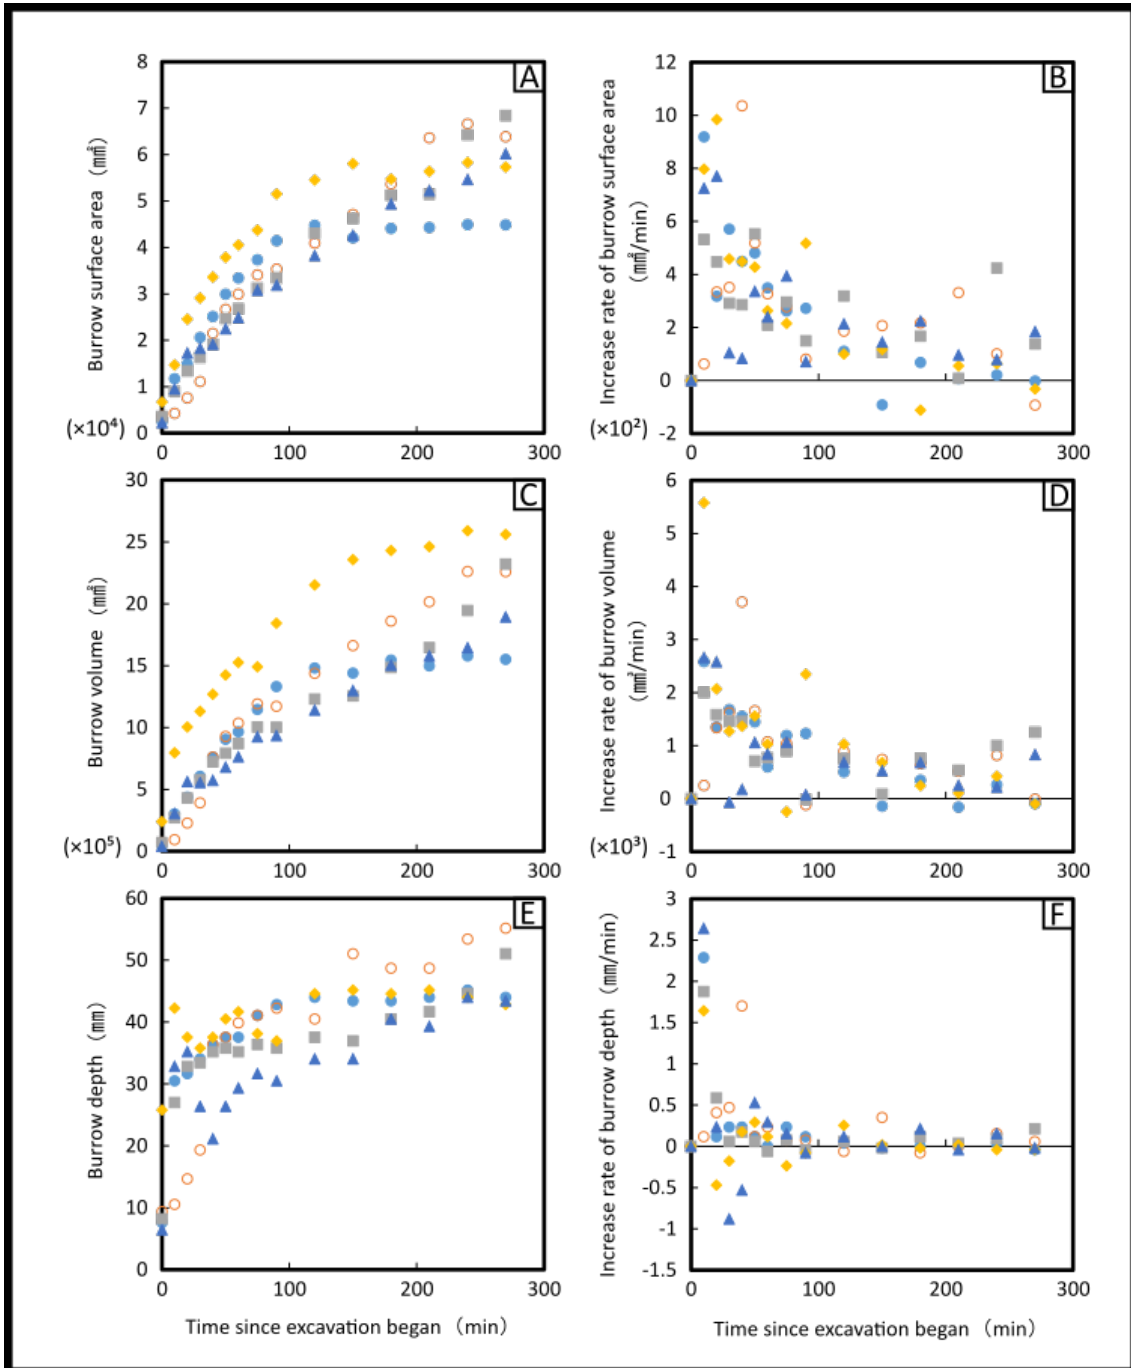 A
Burrow surface area (㎟)
8
7
6
5
4
3
2
1
0
(×10⁴)
0 100 200 300
B
Increase rate of burrow surface area
(㎟/min)
12
10
8
6
4
2
0
-2
(×10²)
0 100 200 300
C
Burrow volume (㎣)
30
25
20
15
10
5
0
(×10⁵)
0 100 200 300
D
Increase rate of burrow volume
(㎣/min)
6
5
4
3
2
1
0
-1
(×10³)
0 100 200 300
E
Burrow depth (㎜)
60
50
40
30
20
10
0
0 100 200 300
Time since excavation began (min)
F
Increase rate of burrow depth (㎜/min)
3
2.5
2
1.5
1
0.5
0
-0.5
-1
-1.5
0 100 200 300
Time since excavation began (min)